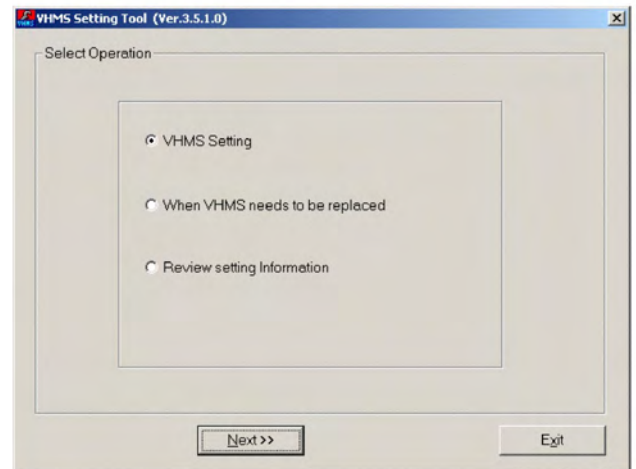 VHMS Setting Tool (Ver.3.5.1.0)
Select Operation
VHMS Setting
When VHMS needs to be replaced
Review setting Information
Next>>
Exit